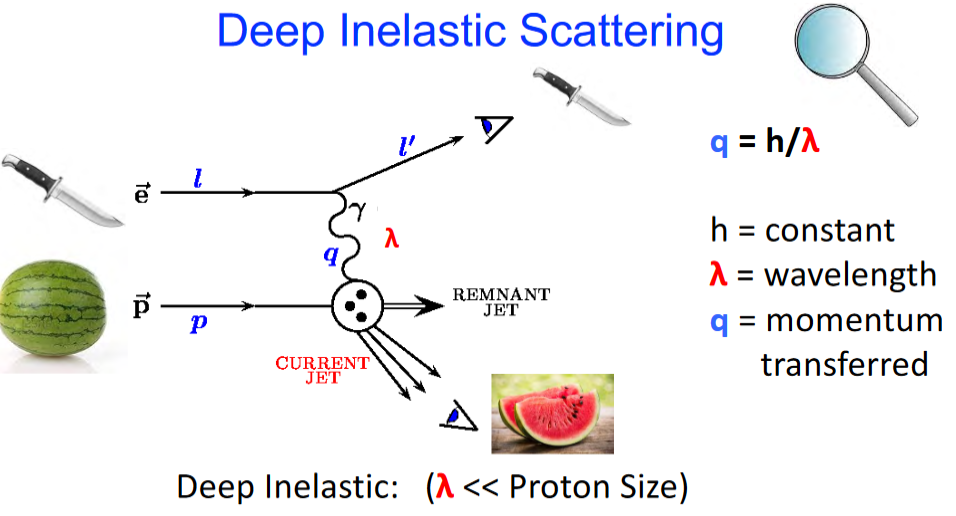 Deep Inelastic Scattering
q = h/λ
l'
l
e⃗
γ
λ
q
h = constant
λ = wavelength
q = momentum
transferred
p⃗
p
REMNANT
JET
CURRENT
JET
Deep Inelastic: (λ << Proton Size)